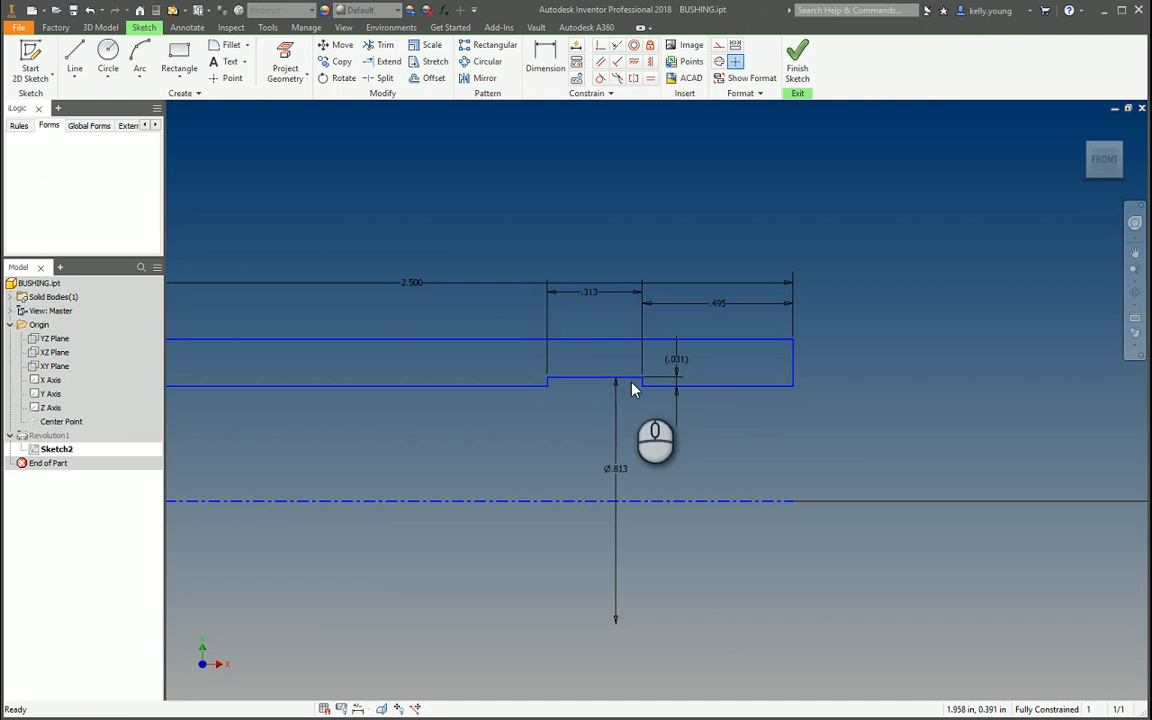 Material
Default
Autodesk Inventor Professional 2018 BUSHING.ipt
Search Help & Commands...
kelly.young
File Factory 3D Model Sketch Annotate Inspect Tools Manage View Environments Get Started Add-Ins Vault Autodesk A360
Start
2D Sketch
Line
Circle
Arc
Rectangle
Fillet
Text
Point
Project
Geometry
Move Trim Scale
Copy Extend Stretch
Rotate Split Offset
Rectangular
Circular
Mirror
Dimension
Image
Points
ACAD
Show Format
Finish
Sketch
Sketch Create Modify Pattern Constrain Insert Format Exit
iLogic
Rules Forms Global Forms Extern
Model
BUSHING.ipt
Solid Bodies(1)
View: Master
Origin
YZ Plane
XZ Plane
XY Plane
X Axis
Y Axis
Z Axis
Center Point
Revolution1
Sketch2
End of Part
FRONT
2.500
.313
.495
(.031)
Ø.813
0
Y
X
Ready
1.958 in, 0.391 in Fully Constrained 1 1/1